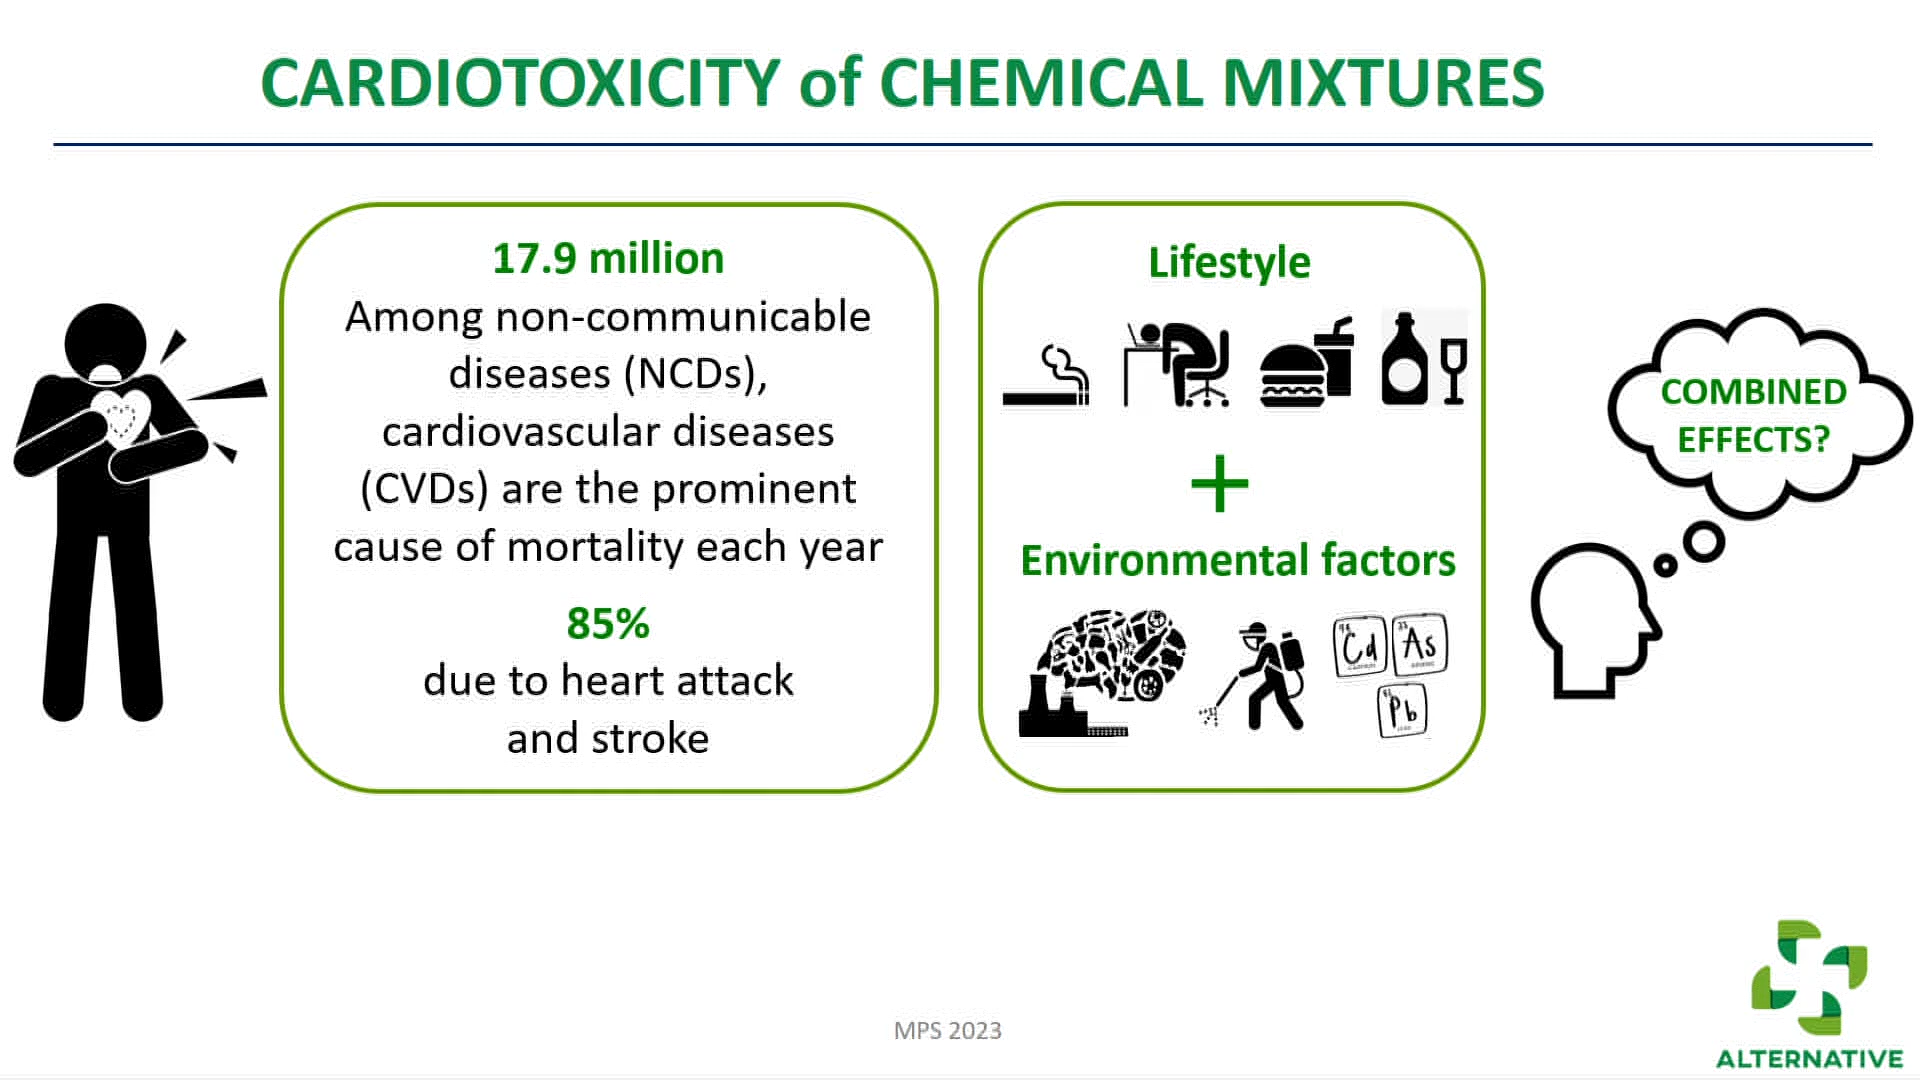 CARDIOTOXICITY of CHEMICAL MIXTURES
17.9 million
Among non-communicable
diseases (NCDs),
cardiovascular diseases
(CVDs) are the prominent
cause of mortality each year
85%
due to heart attack
and stroke
Lifestyle
+
Environmental factors
Cd
As
Pb
COMBINED
EFFECTS?
MPS 2023
ALTERNATIVE